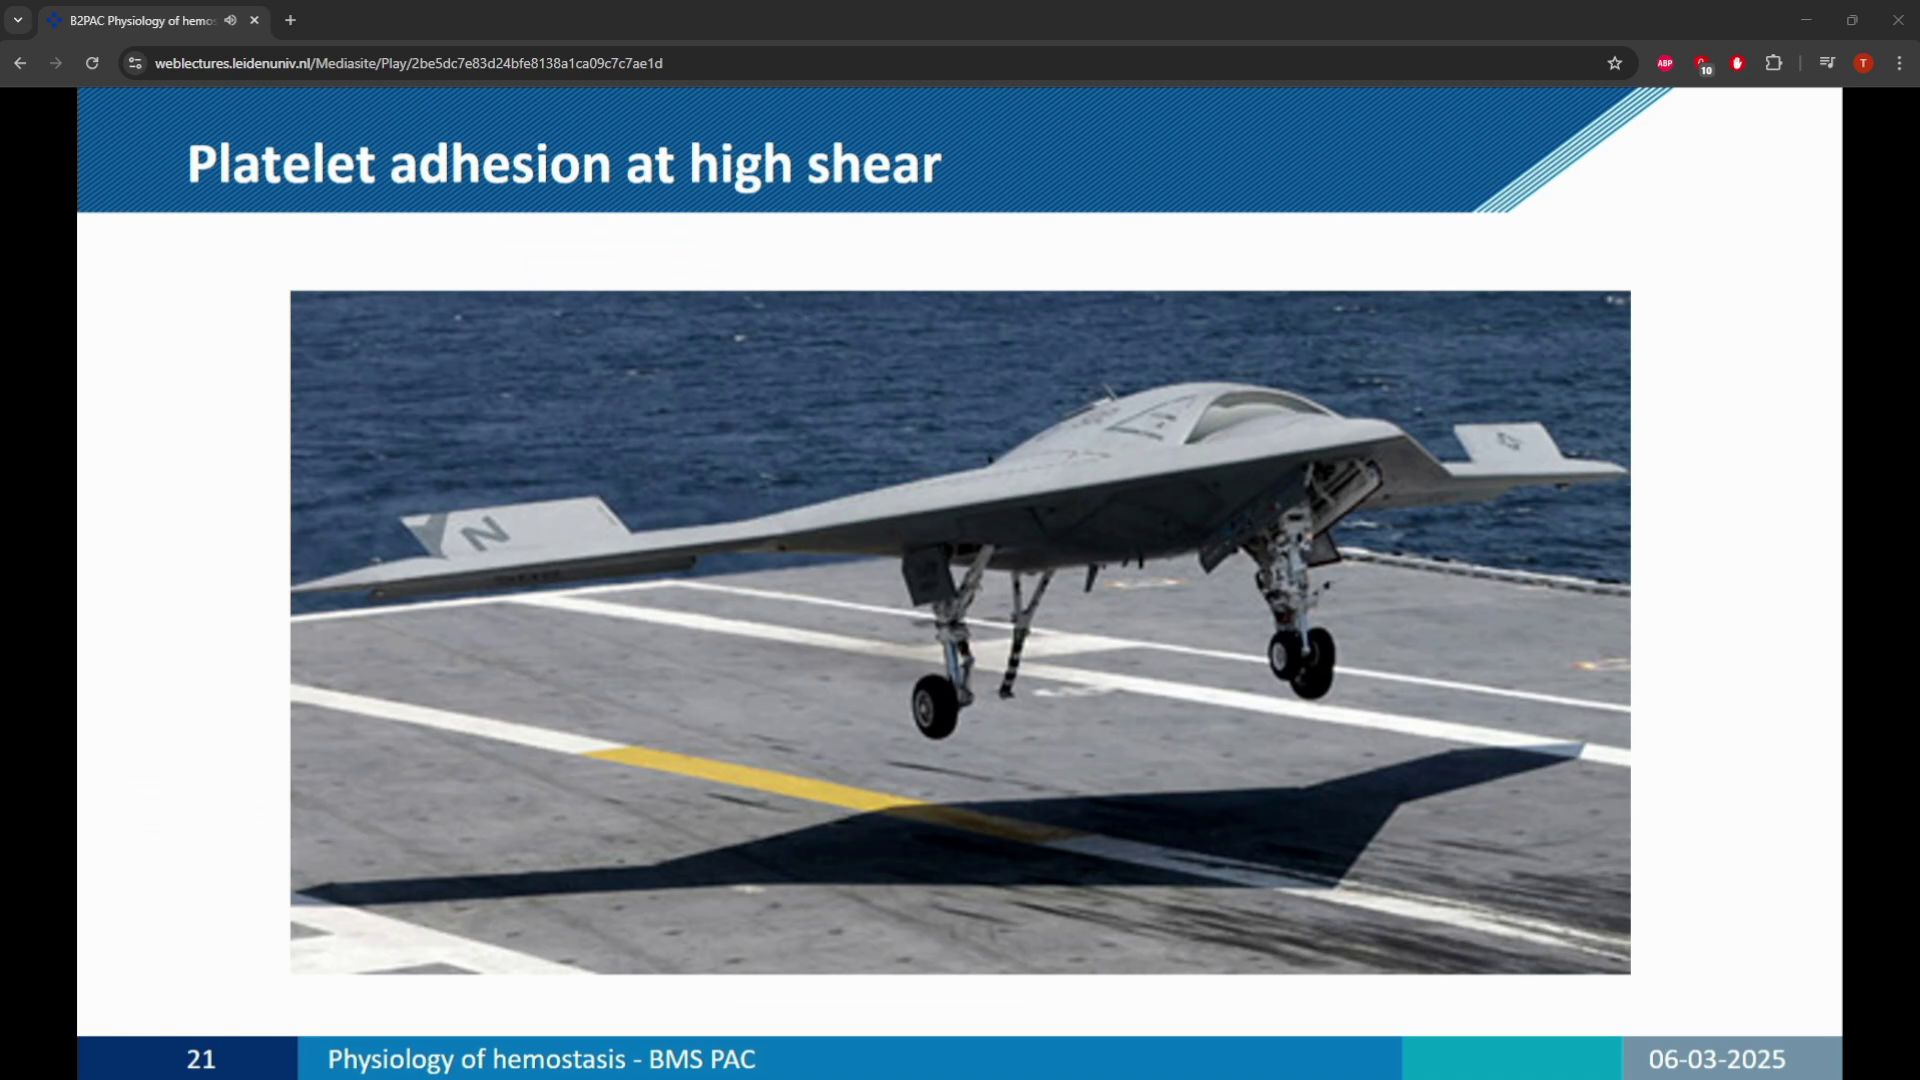 B2PAC Physiology of hemos
weblectures.leidenuniv.nl/Mediasite/Play/2be5dc7e83d24bfe8138a1ca09c7c7ae1d
ABP
10
T
Platelet adhesion at high shear
N
21
Physiology of hemostasis - BMS PAC
06-03-2025